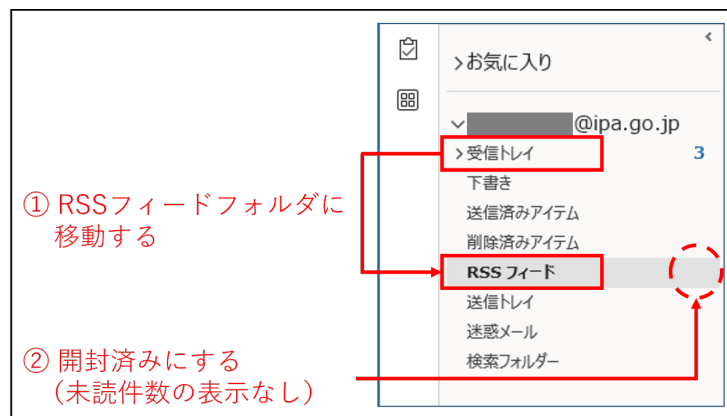 お気に入り
@ipa.go.jp
受信トレイ 3
下書き
① RSSフィードフォルダに
移動する
送信済みアイテム
削除済みアイテム
RSS フィード
送信トレイ
迷惑メール
② 開封済みにする
（未読件数の表示なし）
検索フォルダー